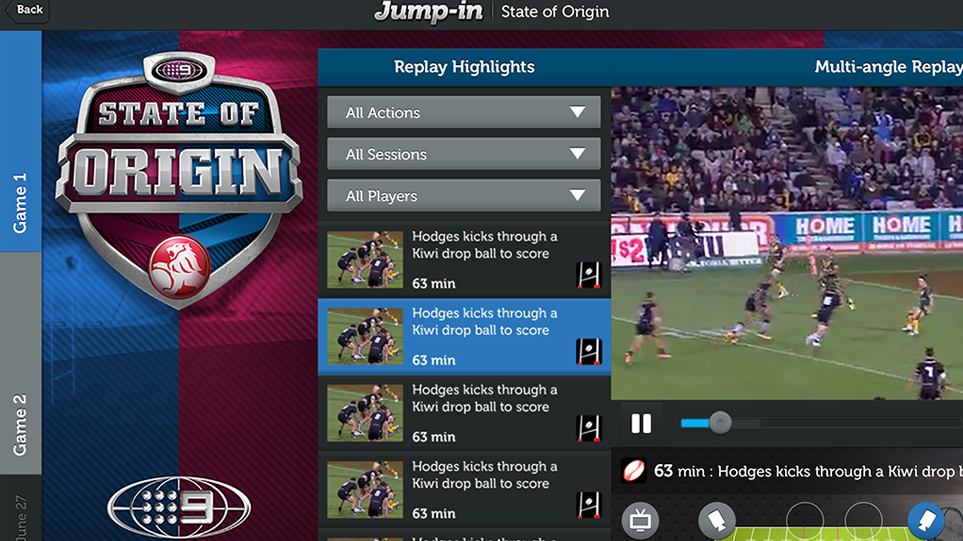 Back
Jump-in
State of Origin
Game 1
Game 2
June 27
9
STATE OF
ORIGIN
9
Replay Highlights
All Actions
All Sessions
All Players
Hodges kicks through a
Kiwi drop ball to score
63 min
Hodges kicks through a
Kiwi drop ball to score
63 min
Hodges kicks through a
Kiwi drop ball to score
63 min
Hodges kicks through a
Kiwi drop ball to score
63 min
Multi-angle Replay
HOME
HOME
HOME
63 min : Hodges kicks through a Kiwi drop b